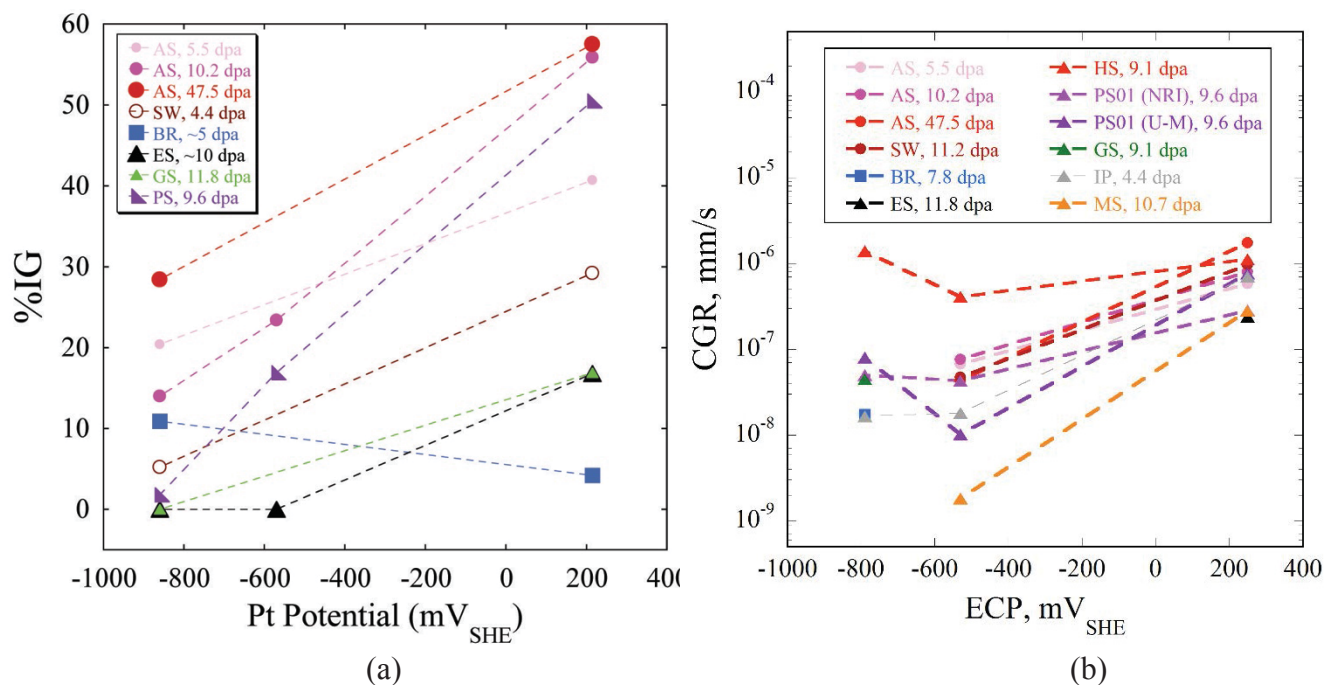 60
50
40
30
20
10
0
%IG
AS, 5.5 dpa
AS, 10.2 dpa
AS, 47.5 dpa
SW, 4.4 dpa
BR, ~5 dpa
ES, ~10 dpa
GS, 11.8 dpa
PS, 9.6 dpa
-1000 -800 -600 -400 -200 0 200 400
Pt Potential (mV_SHE)
(a)
10^-4
10^-5
10^-6
10^-7
10^-8
10^-9
CGR, mm/s
AS, 5.5 dpa
AS, 10.2 dpa
AS, 47.5 dpa
SW, 11.2 dpa
BR, 7.8 dpa
ES, 11.8 dpa
HS, 9.1 dpa
PS01 (NRI), 9.6 dpa
PS01 (U-M), 9.6 dpa
GS, 9.1 dpa
IP, 4.4 dpa
MS, 10.7 dpa
-1000 -800 -600 -400 -200 0 200 400
ECP, mV_SHE
(b)